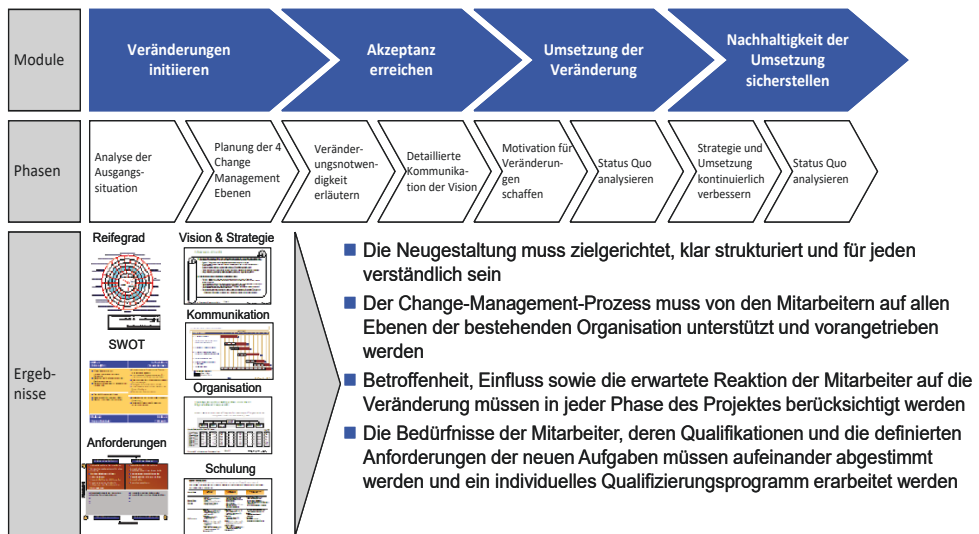 Module
Veränderungen
initiieren
Akzeptanz
erreichen
Umsetzung der
Veränderung
Nachhaltigkeit der
Umsetzung
sicherstellen
Phasen
Analyse der
Ausgangs-
situation
Planung der 4
Change
Management
Ebenen
Veränder-
ungsnotwen-
digkeit
erläutern
Detaillierte
Kommunika-
tion der Vision
Motivation für
Veränderun-
gen
schaffen
Status Quo
analysieren
Strategie und
Umsetzung
kontinuierlich
verbessern
Status Quo
analysieren
Ergeb-
nisse
Reifegrad
SWOT
Anforderungen
Vision & Strategie
Kommunikation
Organisation
Schulung
Die Neugestaltung muss zielgerichtet, klar strukturiert und für jeden
verständlich sein
Der Change-Management-Prozess muss von den Mitarbeitern auf allen
Ebenen der bestehenden Organisation unterstützt und vorangetrieben
werden
Betroffenheit, Einfluss sowie die erwartete Reaktion der Mitarbeiter auf die
Veränderung müssen in jeder Phase des Projektes berücksichtigt werden
Die Bedürfnisse der Mitarbeiter, deren Qualifikationen und die definierten
Anforderungen der neuen Aufgaben müssen aufeinander abgestimmt
werden und ein individuelles Qualifizierungsprogramm erarbeitet werden